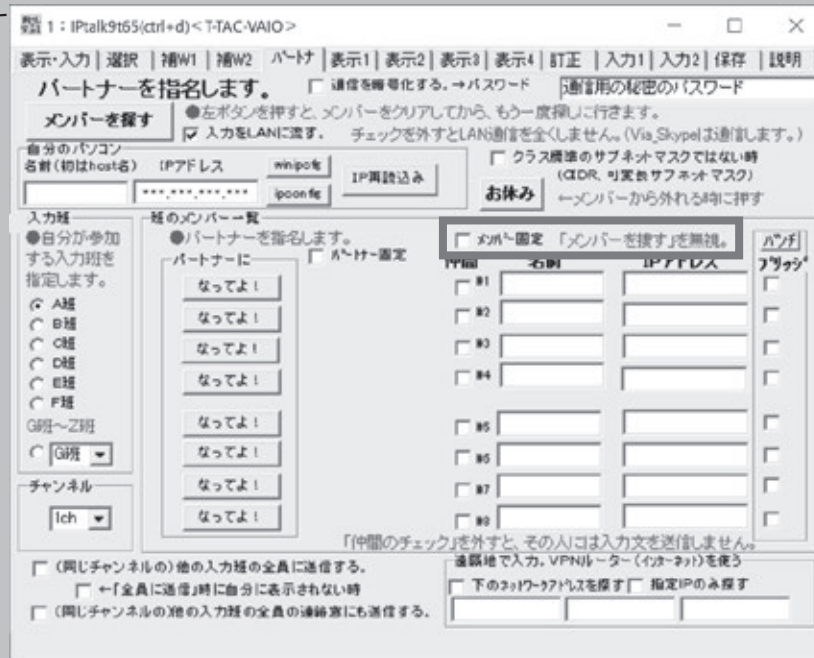 1：IPtalk9t65(ctrl+d)＜T-TAC-VAIO＞
表示･入力 選択 補W1 補W2 パートナ 表示1 表示2 表示3 表示4 訂正 入力1 入力2 保存 説明
パートナーを指名します。 通信を暗号化する。→パスワード 通信用の秘密のパスワード
メンバーを探す ●左ボタンを押すと、メンバーをクリアしてから、もう一度探しに行きます。
入力をLANに流す。 チェックを外すとLAN通信を全くしません。(Via_Skypeは通信します。)
自分のパソコン
名前(初はhost名) IPアドレス winipcfg IP再読込み クラス標準のサブネットマスクではない時
(CIDR, 可変長サブネットマスク)
***.***.***.*** ipconfig お休み ←メンバーから外れる時に押す
入力班 班のメンバー一覧
●自分が参加する入力班を指定します。
●パートナーを指名します。 メンバー固定 「メンバーを捜す」を無視。 ハンチ
パートナーに パートナー固定 仲間 名前 IPアドレス ブリッジ
なってよ！ #1
A班 なってよ！ #2
B班
C班 なってよ！ #3
D班
E班 なってよ！ #4
F班
G班～Z班 なってよ！ #5
G班 なってよ！ #6
チャンネル なってよ！ #7
1ch なってよ！ #8
「仲間のチェック」を外すと、その人には入力文を送信しません。
(同じチャンネルの)他の入力班の全員に送信する。
←「全員に送信」時に自分に表示されない時
(同じチャンネルの)他の入力班の全員の連絡窓にも送信する。
遠隔地で入力。VPNルーター(インターネット)を使う
下のネットワークアドレスを探す 指定IPのみ探す